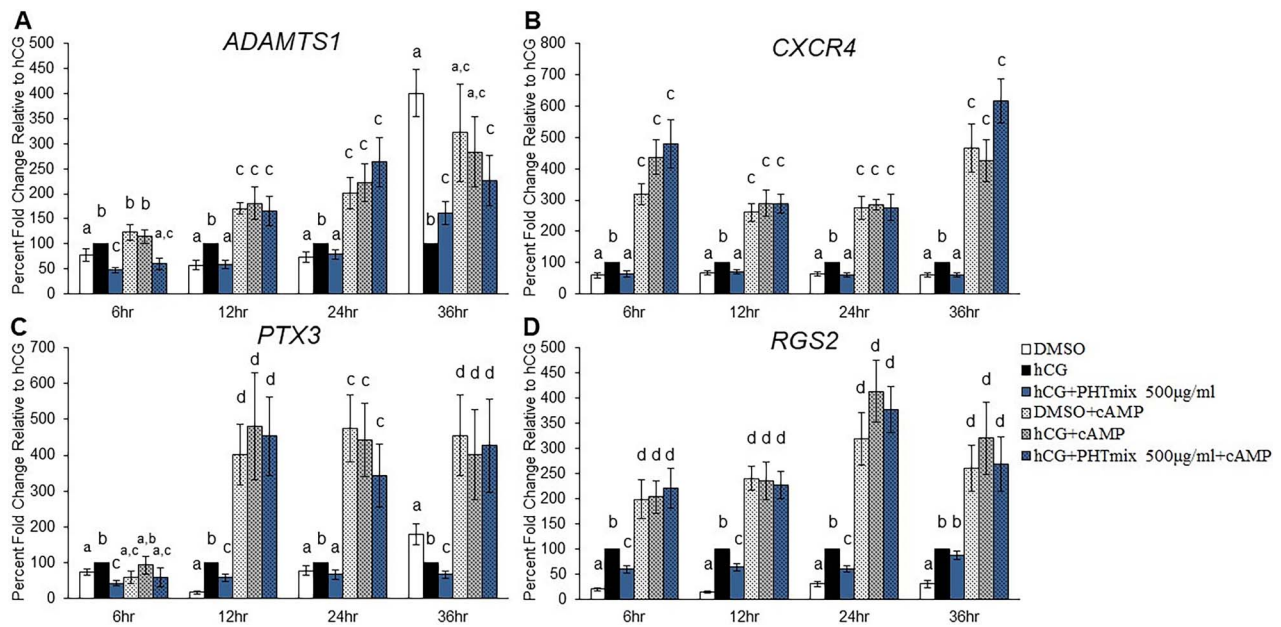 A
ADAMTS1
Percent Fold Change Relative to hCG
500
450
400
350
300
250
200
150
100
50
0
a b c b b a,c
a b a c c c
a b a c c c
a b c a,c a,c c
6hr 12hr 24hr 36hr
B
CXCR4
Percent Fold Change Relative to hCG
800
700
600
500
400
300
200
100
0
a b a c c c
a b a c c c
a b a c c c
a b a c c c
6hr 12hr 24hr 36hr
C
PTX3
Percent Fold Change Relative to hCG
700
600
500
400
300
200
100
0
a b c a,c a,b a,c
a b c d d d
a b a c c c
a b c d d d
6hr 12hr 24hr 36hr
D
RGS2
Percent Fold Change Relative to hCG
500
450
400
350
300
250
200
150
100
50
0
a b c d d d
a b c d d d
a b c d d d
a b b d d d
6hr 12hr 24hr 36hr
DMSO
hCG
hCG+PHTmix 500µg/ml
DMSO+cAMP
hCG+cAMP
hCG+PHTmix 500µg/ml+cAMP